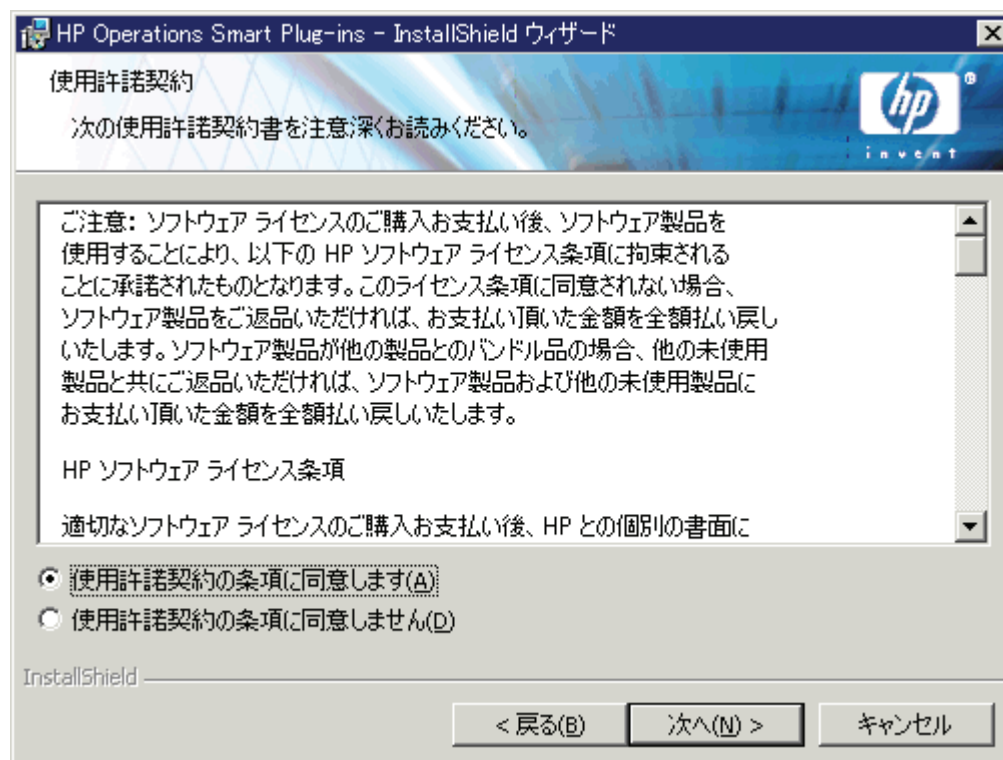 HP Operations Smart Plug-ins - InstallShield ウィザード
使用許諾契約
次の使用許諾契約書を注意深くお読みください。
hp
®
invent
ご注意: ソフトウェア ライセンスのご購入お支払い後、ソフトウェア製品を
使用することにより、以下の HP ソフトウェア ライセンス条項に拘束される
ことに承諾されたものとなります。このライセンス条項に同意されない場合、
ソフトウェア製品をご返品いただければ、お支払い頂いた金額を全額払い戻し
いたします。ソフトウェア製品が他の製品とのバンドル品の場合、他の未使用
製品と共にご返品いただければ、ソフトウェア製品および他の未使用製品に
お支払い頂いた金額を全額払い戻しいたします。
HP ソフトウェア ライセンス条項
適切なソフトウェア ライセンスのご購入お支払い後、HP との個別の書面に
使用許諾契約の条項に同意します(A)
使用許諾契約の条項に同意しません(D)
InstallShield
< 戻る(B)
次へ(N) >
キャンセル